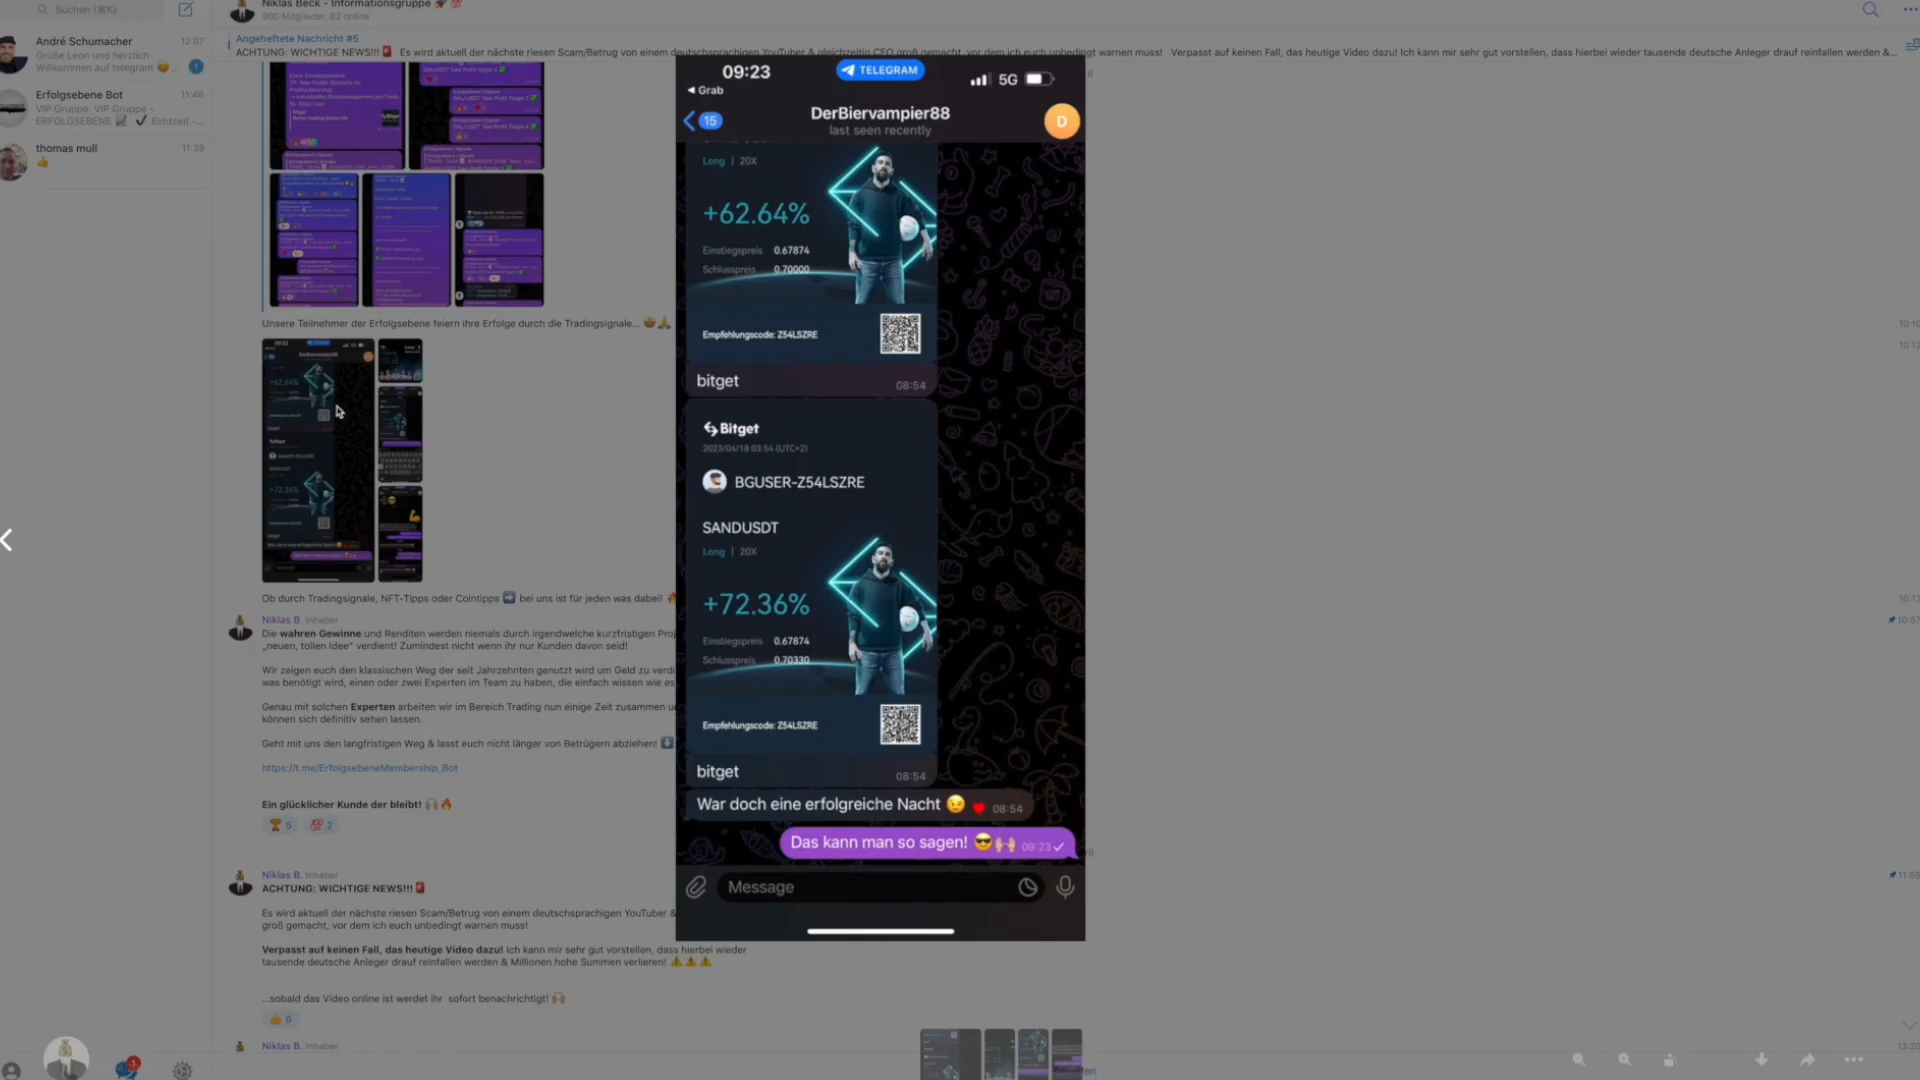 Suchen (⌘K)
Niklas Beck - Informationsgruppe 🚀 💯
900 Mitglieder, 82 online
André Schumacher 12:07
Grüße Leon und herzlich
Willkommen auf telegram 😊 ... 1
Erfolgsebene Bot 11:46
VIP Gruppe VIP Gruppe -
ERFOLGSEBENE 📈 ✔ Echtzeit -...
thomas mull 11:39
👍
Angeheftete Nachricht #5
ACHTUNG: WICHTIGE NEWS!!!🚨 Es wird aktuell der nächste riesen Scam/Betrug von einem deutschsprachigen YouTuber & gleichzeitig CEO groß gemacht, vor dem ich euch unbedingt warnen muss! Verpasst auf keinen Fall, das heutige Video dazu! Ich kann mir sehr gut vorstellen, dass hierbei wieder tausende deutsche Anleger drauf reinfallen werden &...
Unsere Teilnehmer der Erfolgsebene feiern ihre Erfolge durch die Tradingsignale... 🤩🙏
10:10
10:12
Ob durch Tradingsignale, NFT-Tipps oder Cointipps ➡️ bei uns ist für jeden was dabei! 🔥
10:12
Niklas B. Inhaber
10:57
Die wahren Gewinne und Renditen werden niemals durch irgendwelche kurzfristigen Proj
„neuen, tollen Idee“ verdient! Zumindest nicht wenn ihr nur Kunden davon seid!
Wir zeigen euch den klassischen Weg der seit Jahrzehnten genutzt wird um Geld zu verdi
was benötigt wird, einen oder zwei Experten im Team zu haben, die einfach wissen wie es
Genau mit solchen Experten arbeiten wir im Bereich Trading nun einige Zeit zusammen u
können sich definitiv sehen lassen.
Geht mit uns den langfristigen Weg & lasst euch nicht länger von Betrügern abziehen! ⬇️
https://t.me/ErfolgsebeneMembership_Bot
Ein glücklicher Kunde der bleibt! 🙌🔥
🏆 5 💯 2
Niklas B. Inhaber
11:59
ACHTUNG: WICHTIGE NEWS!!!🚨
Es wird aktuell der nächste riesen Scam/Betrug von einem deutschsprachigen YouTuber &
groß gemacht, vor dem ich euch unbedingt warnen muss!
Verpasst auf keinen Fall, das heutige Video dazu! Ich kann mir sehr gut vorstellen, dass hierbei wieder
tausende deutsche Anleger drauf reinfallen werden & Millionen hohe Summen verlieren! ⚠️⚠️⚠️
...sobald das Video online ist werdet ihr sofort benachrichtigt! 🙌
👍 6
Niklas B. Inhaber
13:20
09:23 TELEGRAM 5G
◀ Grab
15 DerBiervampier88 D
last seen recently
Long | 20X
+62.64%
Einstiegspreis 0.67874
Schlusspreis 0.70000
Empfehlungscode: Z54LSZRE
bitget 08:54
Bitget
2023/04/18 03:54 (UTC+2)
BGUSER-Z54LSZRE
SANDUSDT
Long | 20X
+72.36%
Einstiegspreis 0.67874
Schlusspreis 0.70330
Empfehlungscode: Z54LSZRE
bitget 08:54
War doch eine erfolgreiche Nacht 😉 ❤️ 08:54
Das kann man so sagen! 😎🙌 09:23 ✓
Message